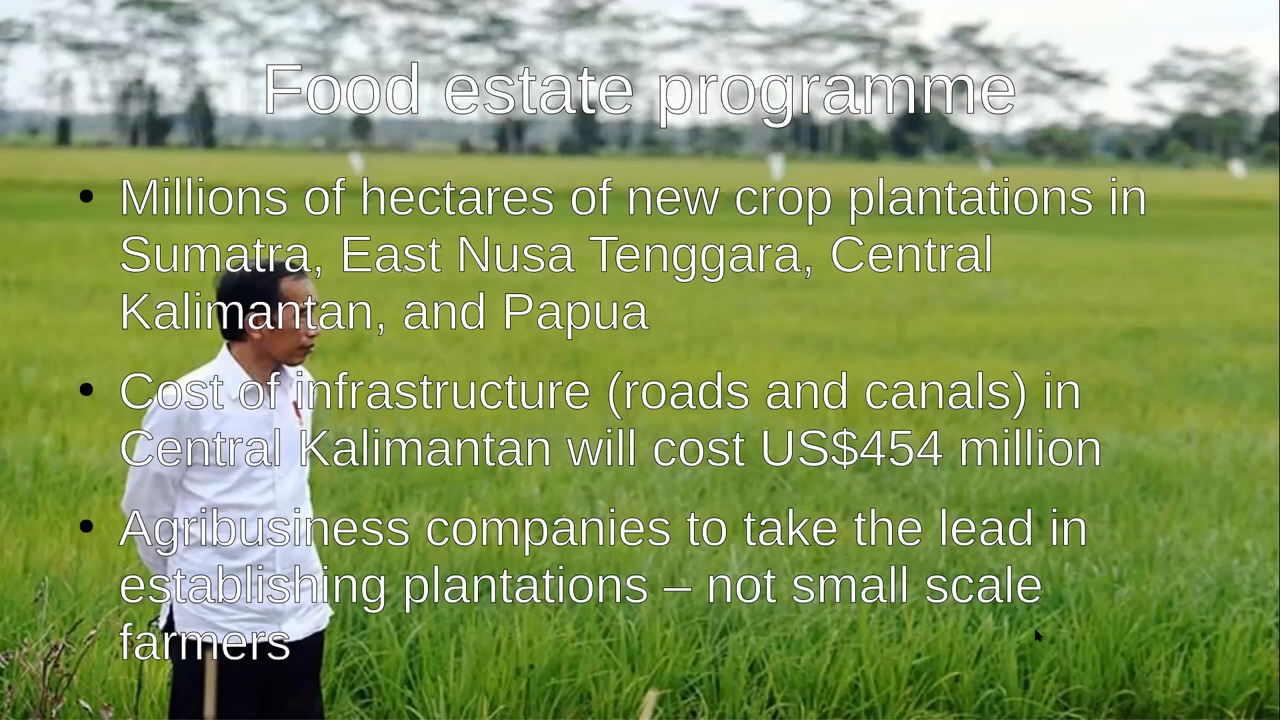 Food estate programme
• Millions of hectares of new crop plantations in
Sumatra, East Nusa Tenggara, Central
Kalimantan, and Papua
• Cost of infrastructure (roads and canals) in
Central Kalimantan will cost US$454 million
• Agribusiness companies to take the lead in
establishing plantations – not small scale
farmers